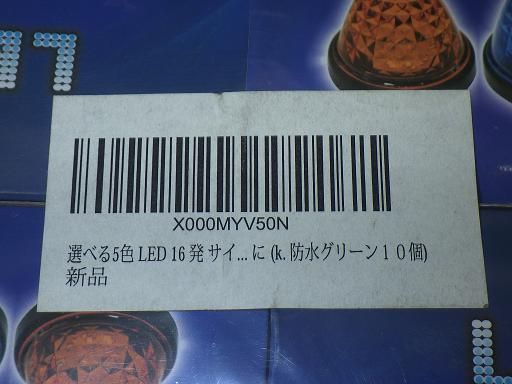 X000MYV50N
選べる5色 LED 16 発 サイ... に (k. 防水グリーン１０個)
新品